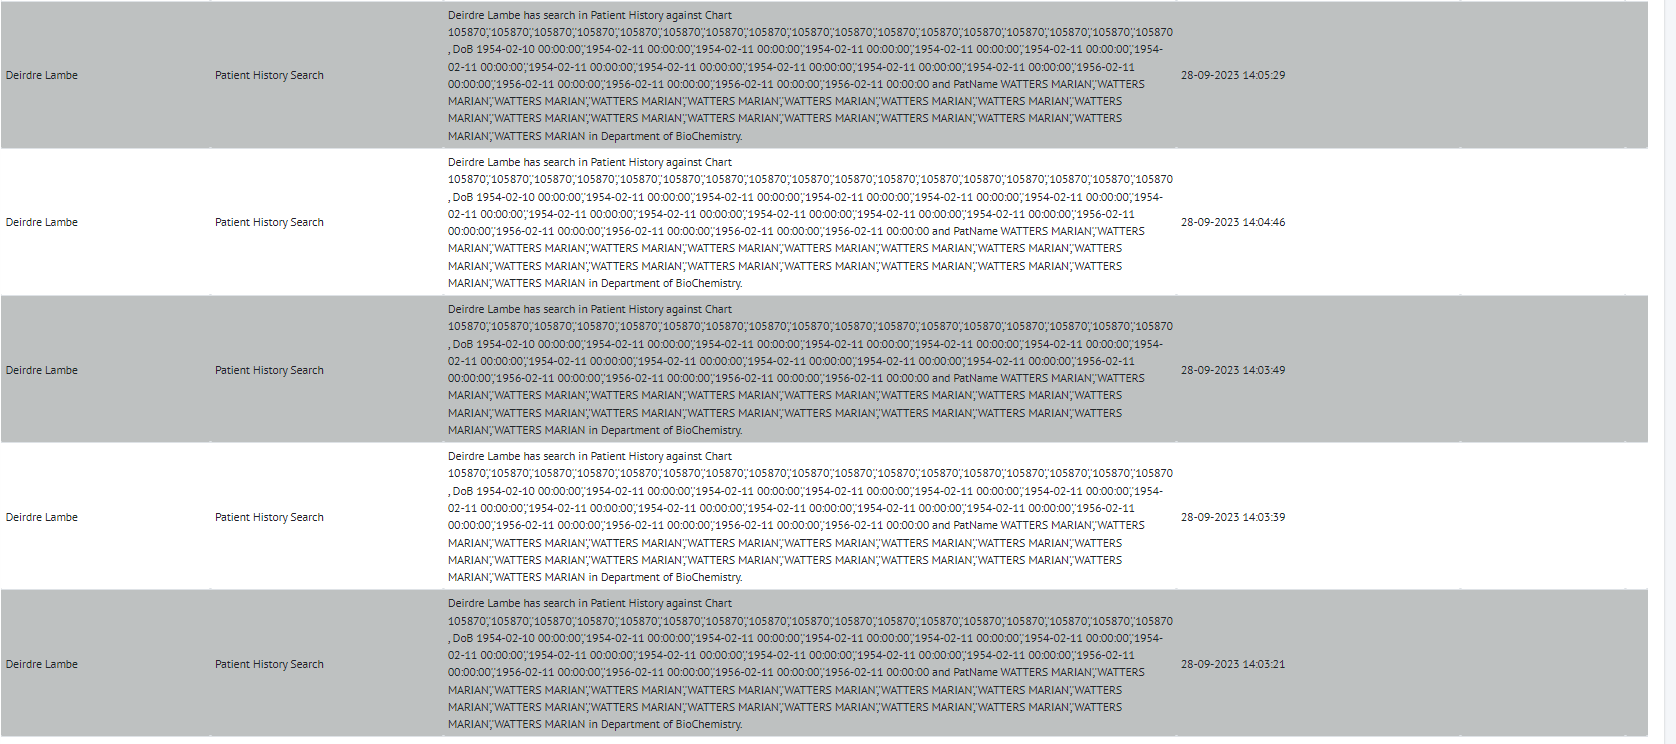 Deirdre Lambe
Patient History Search
Deirdre Lambe has search in Patient History against Chart
105870','105870','105870','105870','105870','105870','105870','105870','105870','105870','105870','105870','105870','105870','105870','105870','105870
, DoB 1954-02-10 00:00:00','1954-02-11 00:00:00','1954-02-11 00:00:00','1954-02-11 00:00:00','1954-02-11 00:00:00','1954-02-11 00:00:00','1954-
02-11 00:00:00','1954-02-11 00:00:00','1954-02-11 00:00:00','1954-02-11 00:00:00','1954-02-11 00:00:00','1954-02-11 00:00:00','1956-02-11
00:00:00','1956-02-11 00:00:00','1956-02-11 00:00:00','1956-02-11 00:00:00','1956-02-11 00:00:00 and PatName WATTERS MARIAN','WATTERS
MARIAN','WATTERS MARIAN','WATTERS MARIAN','WATTERS MARIAN','WATTERS MARIAN','WATTERS MARIAN','WATTERS MARIAN','WATTERS
MARIAN','WATTERS MARIAN','WATTERS MARIAN','WATTERS MARIAN','WATTERS MARIAN','WATTERS MARIAN','WATTERS MARIAN','WATTERS
MARIAN','WATTERS MARIAN in Department of BioChemistry.
28-09-2023 14:05:29
Deirdre Lambe
Patient History Search
Deirdre Lambe has search in Patient History against Chart
105870','105870','105870','105870','105870','105870','105870','105870','105870','105870','105870','105870','105870','105870','105870','105870','105870
, DoB 1954-02-10 00:00:00','1954-02-11 00:00:00','1954-02-11 00:00:00','1954-02-11 00:00:00','1954-02-11 00:00:00','1954-02-11 00:00:00','1954-
02-11 00:00:00','1954-02-11 00:00:00','1954-02-11 00:00:00','1954-02-11 00:00:00','1954-02-11 00:00:00','1954-02-11 00:00:00','1956-02-11
00:00:00','1956-02-11 00:00:00','1956-02-11 00:00:00','1956-02-11 00:00:00','1956-02-11 00:00:00 and PatName WATTERS MARIAN','WATTERS
MARIAN','WATTERS MARIAN','WATTERS MARIAN','WATTERS MARIAN','WATTERS MARIAN','WATTERS MARIAN','WATTERS MARIAN','WATTERS
MARIAN','WATTERS MARIAN','WATTERS MARIAN','WATTERS MARIAN','WATTERS MARIAN','WATTERS MARIAN','WATTERS MARIAN','WATTERS
MARIAN','WATTERS MARIAN in Department of BioChemistry.
28-09-2023 14:04:46
Deirdre Lambe
Patient History Search
Deirdre Lambe has search in Patient History against Chart
105870','105870','105870','105870','105870','105870','105870','105870','105870','105870','105870','105870','105870','105870','105870','105870','105870
, DoB 1954-02-10 00:00:00','1954-02-11 00:00:00','1954-02-11 00:00:00','1954-02-11 00:00:00','1954-02-11 00:00:00','1954-02-11 00:00:00','1954-
02-11 00:00:00','1954-02-11 00:00:00','1954-02-11 00:00:00','1954-02-11 00:00:00','1954-02-11 00:00:00','1954-02-11 00:00:00','1956-02-11
00:00:00','1956-02-11 00:00:00','1956-02-11 00:00:00','1956-02-11 00:00:00','1956-02-11 00:00:00 and PatName WATTERS MARIAN','WATTERS
MARIAN','WATTERS MARIAN','WATTERS MARIAN','WATTERS MARIAN','WATTERS MARIAN','WATTERS MARIAN','WATTERS MARIAN','WATTERS
MARIAN','WATTERS MARIAN','WATTERS MARIAN','WATTERS MARIAN','WATTERS MARIAN','WATTERS MARIAN','WATTERS MARIAN','WATTERS
MARIAN','WATTERS MARIAN in Department of BioChemistry.
28-09-2023 14:03:49
Deirdre Lambe
Patient History Search
Deirdre Lambe has search in Patient History against Chart
105870','105870','105870','105870','105870','105870','105870','105870','105870','105870','105870','105870','105870','105870','105870','105870','105870
, DoB 1954-02-10 00:00:00','1954-02-11 00:00:00','1954-02-11 00:00:00','1954-02-11 00:00:00','1954-02-11 00:00:00','1954-02-11 00:00:00','1954-
02-11 00:00:00','1954-02-11 00:00:00','1954-02-11 00:00:00','1954-02-11 00:00:00','1954-02-11 00:00:00','1954-02-11 00:00:00','1956-02-11
00:00:00','1956-02-11 00:00:00','1956-02-11 00:00:00','1956-02-11 00:00:00','1956-02-11 00:00:00 and PatName WATTERS MARIAN','WATTERS
MARIAN','WATTERS MARIAN','WATTERS MARIAN','WATTERS MARIAN','WATTERS MARIAN','WATTERS MARIAN','WATTERS MARIAN','WATTERS
MARIAN','WATTERS MARIAN','WATTERS MARIAN','WATTERS MARIAN','WATTERS MARIAN','WATTERS MARIAN','WATTERS MARIAN','WATTERS
MARIAN','WATTERS MARIAN in Department of BioChemistry.
28-09-2023 14:03:39
Deirdre Lambe
Patient History Search
Deirdre Lambe has search in Patient History against Chart
105870','105870','105870','105870','105870','105870','105870','105870','105870','105870','105870','105870','105870','105870','105870','105870','105870
, DoB 1954-02-10 00:00:00','1954-02-11 00:00:00','1954-02-11 00:00:00','1954-02-11 00:00:00','1954-02-11 00:00:00','1954-02-11 00:00:00','1954-
02-11 00:00:00','1954-02-11 00:00:00','1954-02-11 00:00:00','1954-02-11 00:00:00','1954-02-11 00:00:00','1954-02-11 00:00:00','1956-02-11
00:00:00','1956-02-11 00:00:00','1956-02-11 00:00:00','1956-02-11 00:00:00','1956-02-11 00:00:00 and PatName WATTERS MARIAN','WATTERS
MARIAN','WATTERS MARIAN','WATTERS MARIAN','WATTERS MARIAN','WATTERS MARIAN','WATTERS MARIAN','WATTERS MARIAN','WATTERS
MARIAN','WATTERS MARIAN','WATTERS MARIAN','WATTERS MARIAN','WATTERS MARIAN','WATTERS MARIAN','WATTERS MARIAN','WATTERS
MARIAN','WATTERS MARIAN in Department of BioChemistry.
28-09-2023 14:03:21